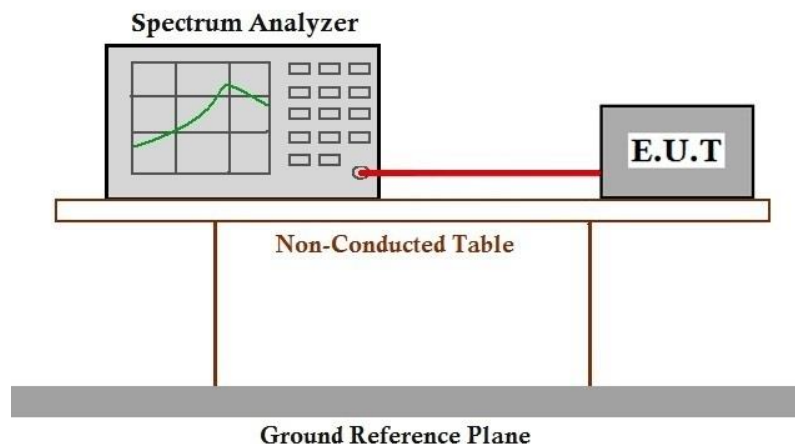 Spectrum Analyzer
E.U.T
Non-Conducted Table
Ground Reference Plane